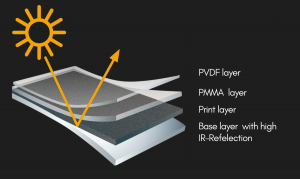 PVDF layer
PMMA layer
Print layer
Base layer with high
IR-Refelection